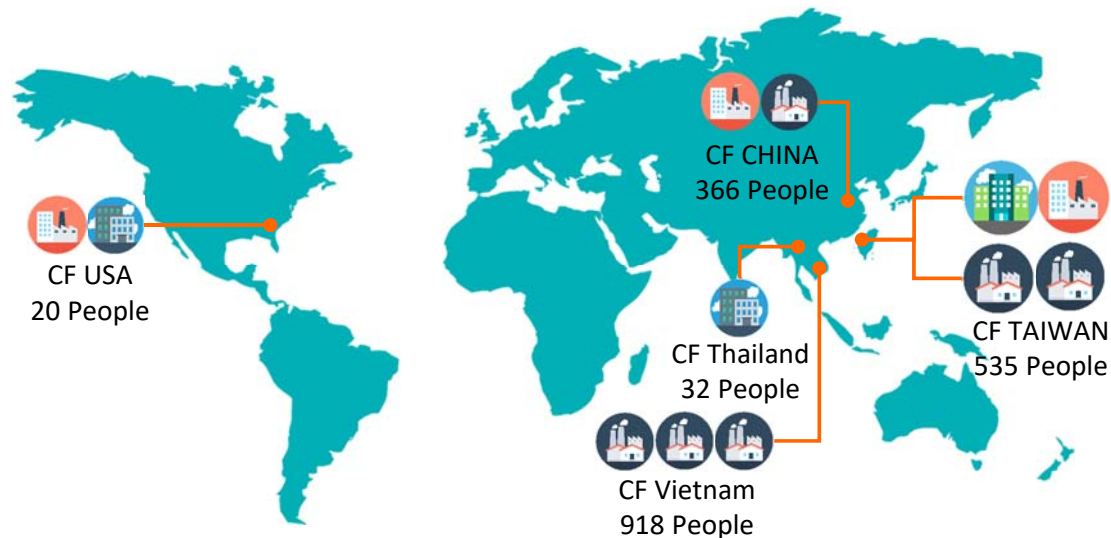 CF CHINA
366 People
CF USA
20 People
CF TAIWAN
535 People
CF Thailand
32 People
CF Vietnam
918 People